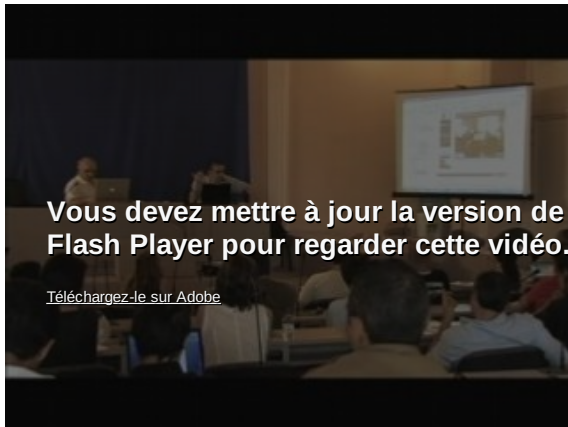 Vous devez mettre à jour la version de
Flash Player pour regarder cette vidéo.
Téléchargez-le sur Adobe